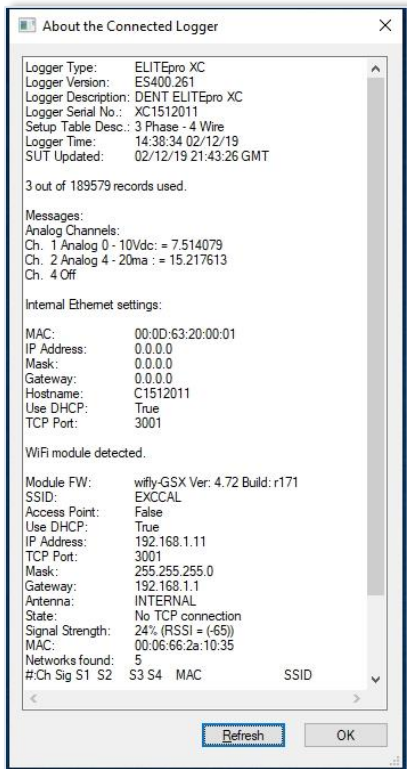 About the Connected Logger
Logger Type: ELITEpro XC
Logger Version: ES400.261
Logger Description: DENT ELITEpro XC
Logger Serial No.: XC1512011
Setup Table Desc.: 3 Phase - 4 Wire
Logger Time: 14:38:34 02/12/19
SUT Updated: 02/12/19 21:43:26 GMT
3 out of 189579 records used.
Messages:
Analog Channels:
Ch. 1 Analog 0 - 10Vdc: = 7.514079
Ch. 2 Analog 4 - 20ma : = 15.217613
Ch. 4 Off
Internal Ethernet settings:
MAC: 00:0D:63:20:00:01
IP Address: 0.0.0.0
Mask: 0.0.0.0
Gateway: 0.0.0.0
Hostname: C1512011
Use DHCP: True
TCP Port: 3001
WiFi module detected.
Module FW: wifly-GSX Ver: 4.72 Build: r171
SSID: EXCCAL
Access Point: False
Use DHCP: True
IP Address: 192.168.1.11
TCP Port: 3001
Mask: 255.255.255.0
Gateway: 192.168.1.1
Antenna: INTERNAL
State: No TCP connection
Signal Strength: 24% (RSSI = (-65))
MAC: 00:06:66:2a:10:35
Networks found: 5
#:Ch Sig S1 S2 S3 S4 MAC SSID
Refresh OK